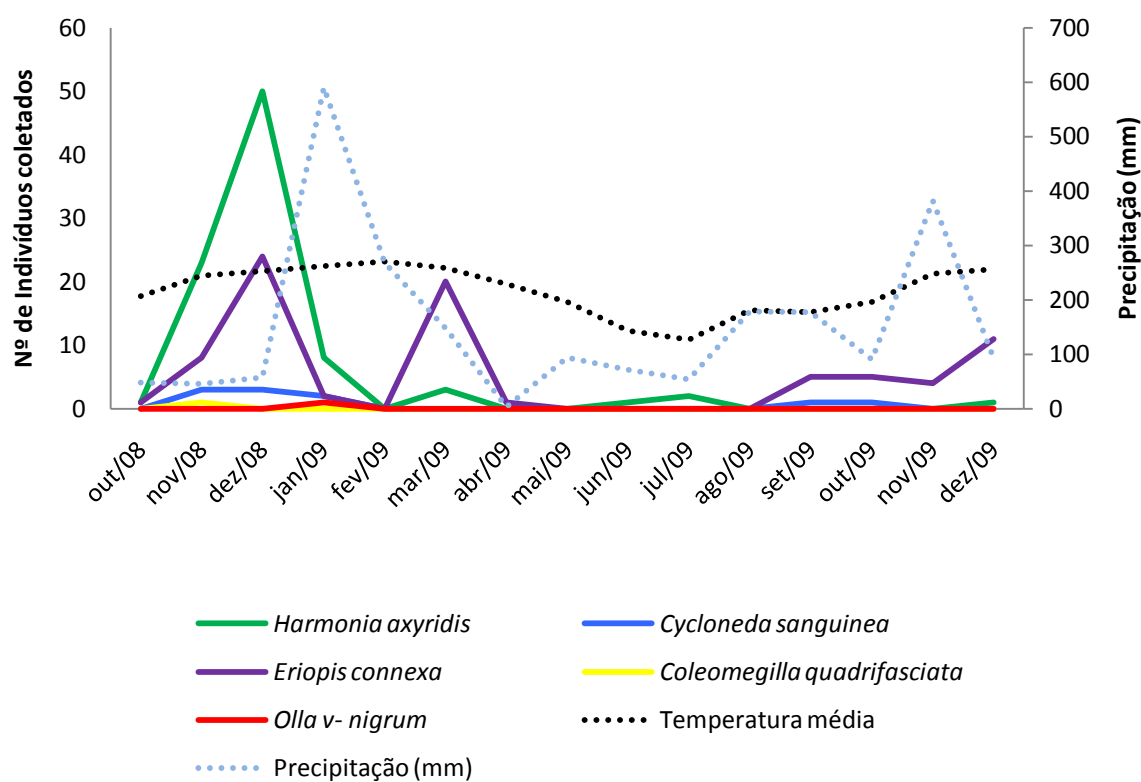 60
50
40
30
20
10
0
Nº de Indivíduos coletados
700
600
500
400
300
200
100
0
Precipitação (mm)
out/08
nov/08
dez/08
jan/09
fev/09
mar/09
abr/09
mai/09
jun/09
jul/09
ago/09
set/09
out/09
nov/09
dez/09
Harmonia axyridis
Cycloneda sanguinea
Eriopis connexa
Coleomegilla quadrifasciata
Olla v- nigrum
Temperatura média
Precipitação (mm)